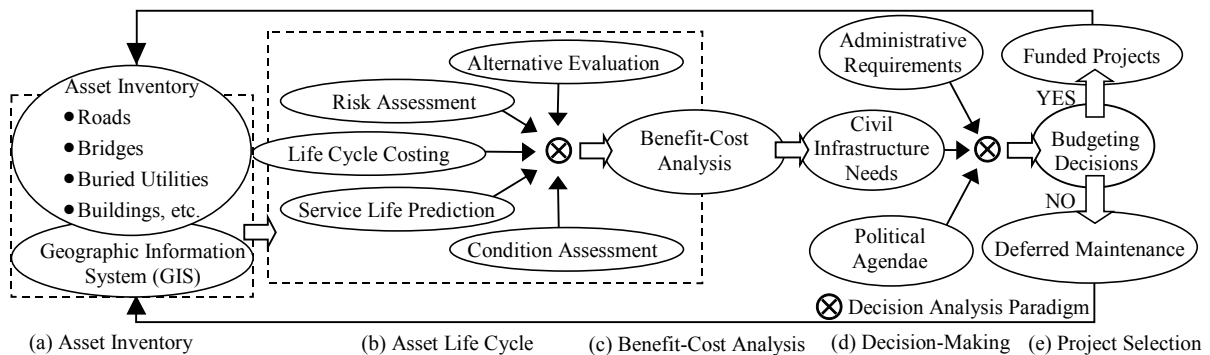 Asset Inventory
● Roads
● Bridges
● Buried Utilities
● Buildings, etc.
Geographic Information
System (GIS)
Alternative Evaluation
Risk Assessment
Life Cycle Costing
Service Life Prediction
Condition Assessment
Benefit-Cost
Analysis
Administrative
Requirements
Civil
Infrastructure
Needs
Political
Agendae
Funded Projects
YES
Budgeting
Decisions
NO
Deferred Maintenance
Decision Analysis Paradigm
(a) Asset Inventory
(b) Asset Life Cycle
(c) Benefit-Cost Analysis
(d) Decision-Making
(e) Project Selection